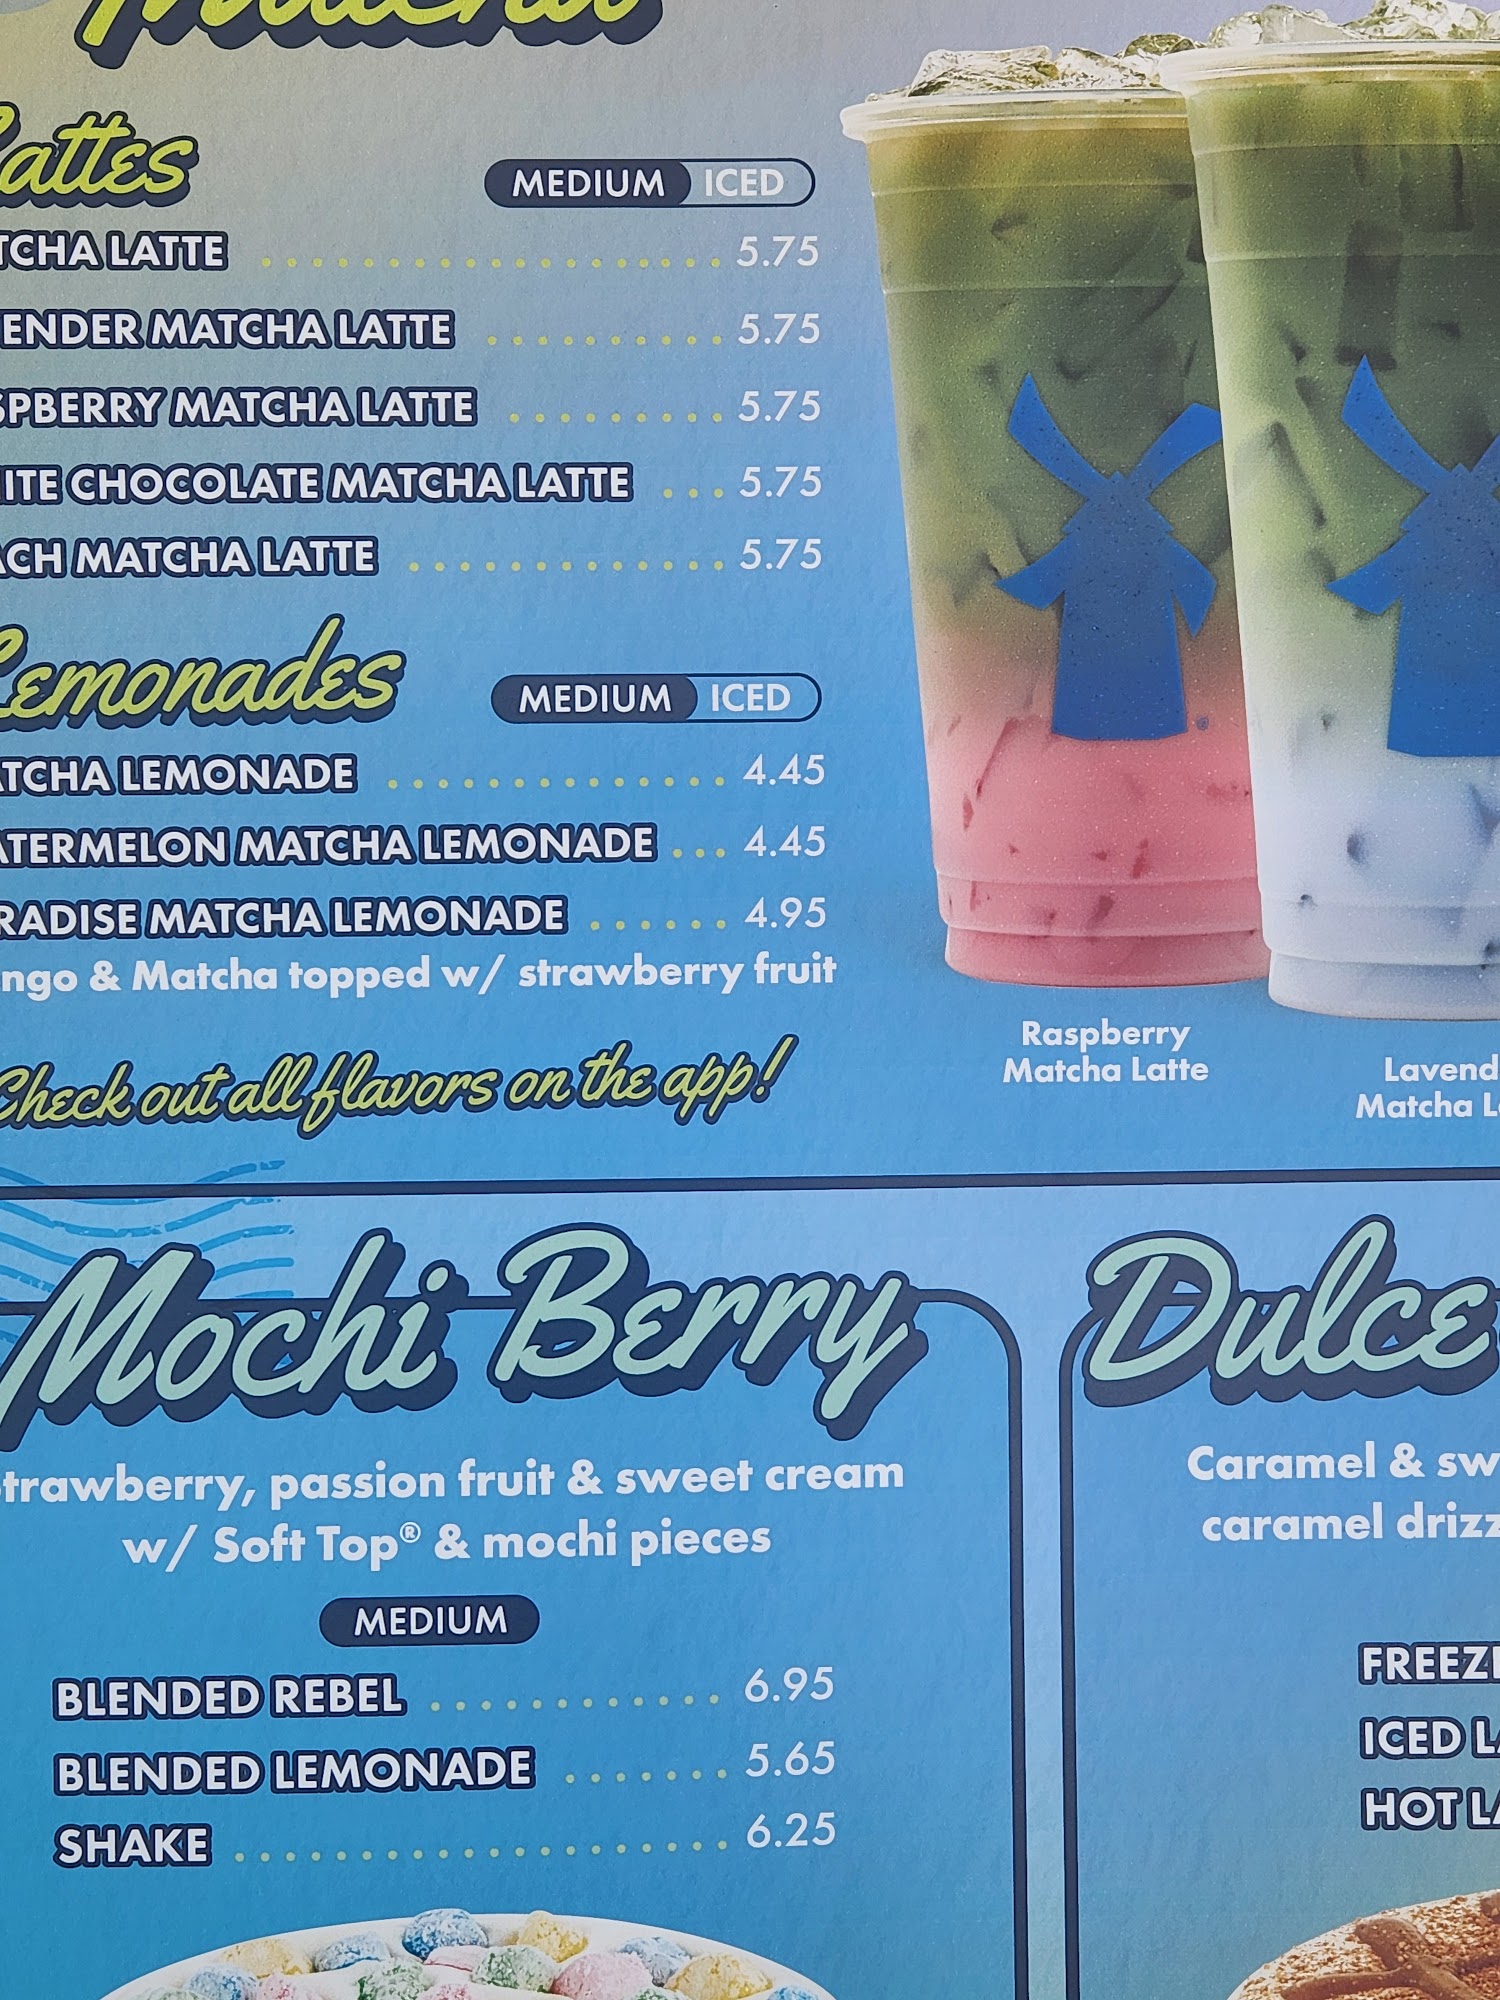 Matcha
Lattes
MEDIUM ICED
TCHA LATTE 5.75
ENDER MATCHA LATTE 5.75
SPBERRY MATCHA LATTE 5.75
ITE CHOCOLATE MATCHA LATTE 5.75
ACH MATCHA LATTE 5.75
Lemonades
MEDIUM ICED
TCHA LEMONADE 4.45
ATERMELON MATCHA LEMONADE 4.45
RADISE MATCHA LEMONADE 4.95
ngo & Matcha topped w/ strawberry fruit
Check out all flavors on the app!
Raspberry
Matcha Latte
Lavend
Matcha L
Mochi Berry
trawberry, passion fruit & sweet cream
w/ Soft Top® & mochi pieces
MEDIUM
BLENDED REBEL 6.95
BLENDED LEMONADE 5.65
SHAKE 6.25
Dulce
Caramel & sw
caramel drizz
FREEZ
ICED L
HOT L